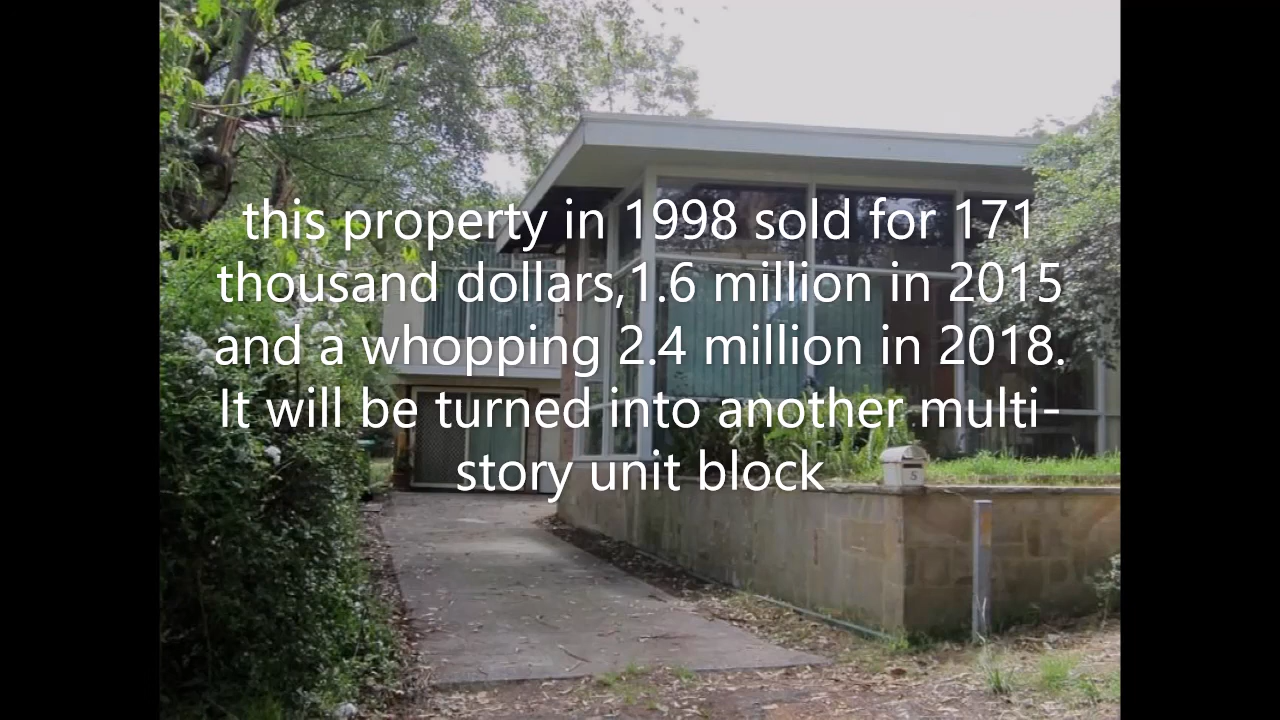 this property in 1998 sold for 171
thousand dollars,1.6 million in 2015
and a whopping 2.4 million in 2018.
It will be turned into another multi-
story unit block
5